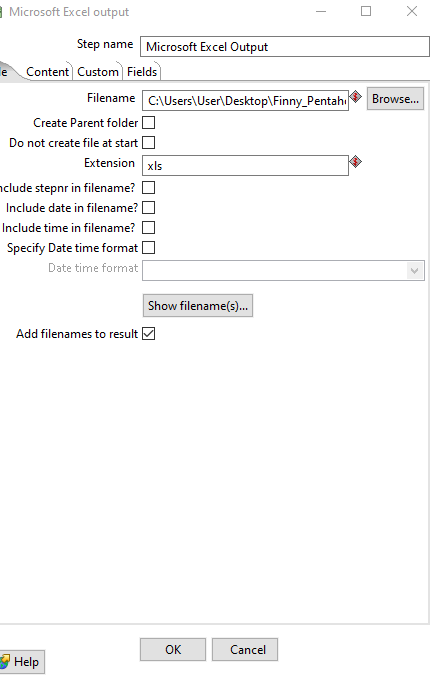 Microsoft Excel output
Step name Microsoft Excel Output
Content Custom Fields
Filename C:\Users\User\Desktop\Finny_Pentah Browse...
Create Parent folder
Do not create file at start
Extension xls
nclude stepnr in filename?
Include date in filename?
Include time in filename?
Specify Date time format
Date time format
Show filename(s)...
Add filenames to result
OK Cancel
Help